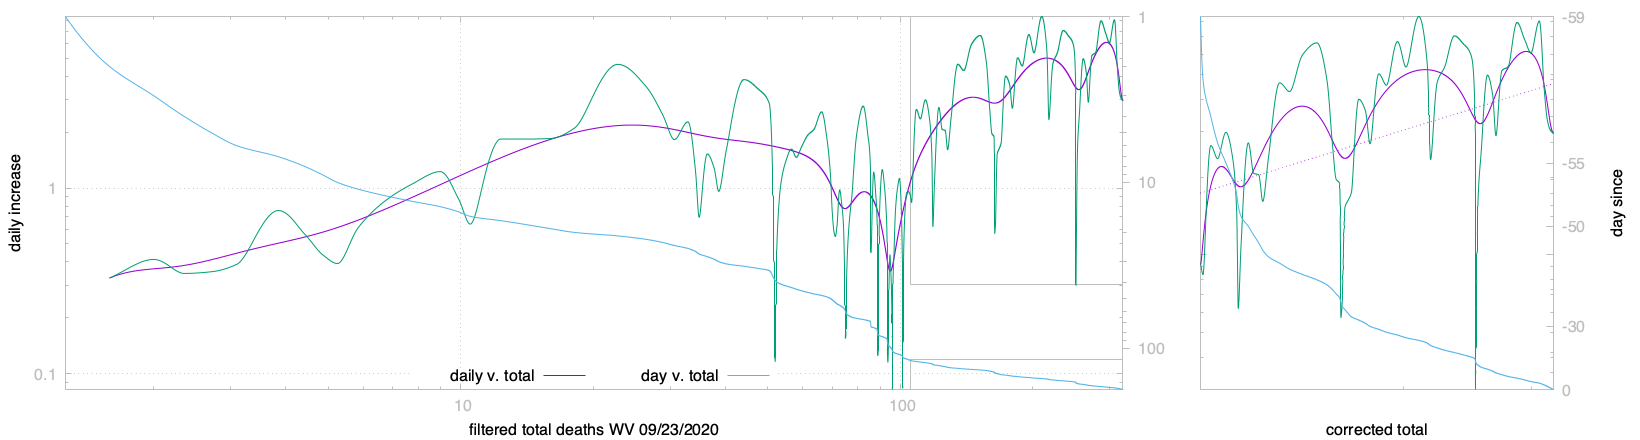 1
-59
daily increase
day since
-55
1
10
-50
-30
100
0.1
daily v. total
day v. total
0
10
100
filtered total deaths WV 09/23/2020
corrected total